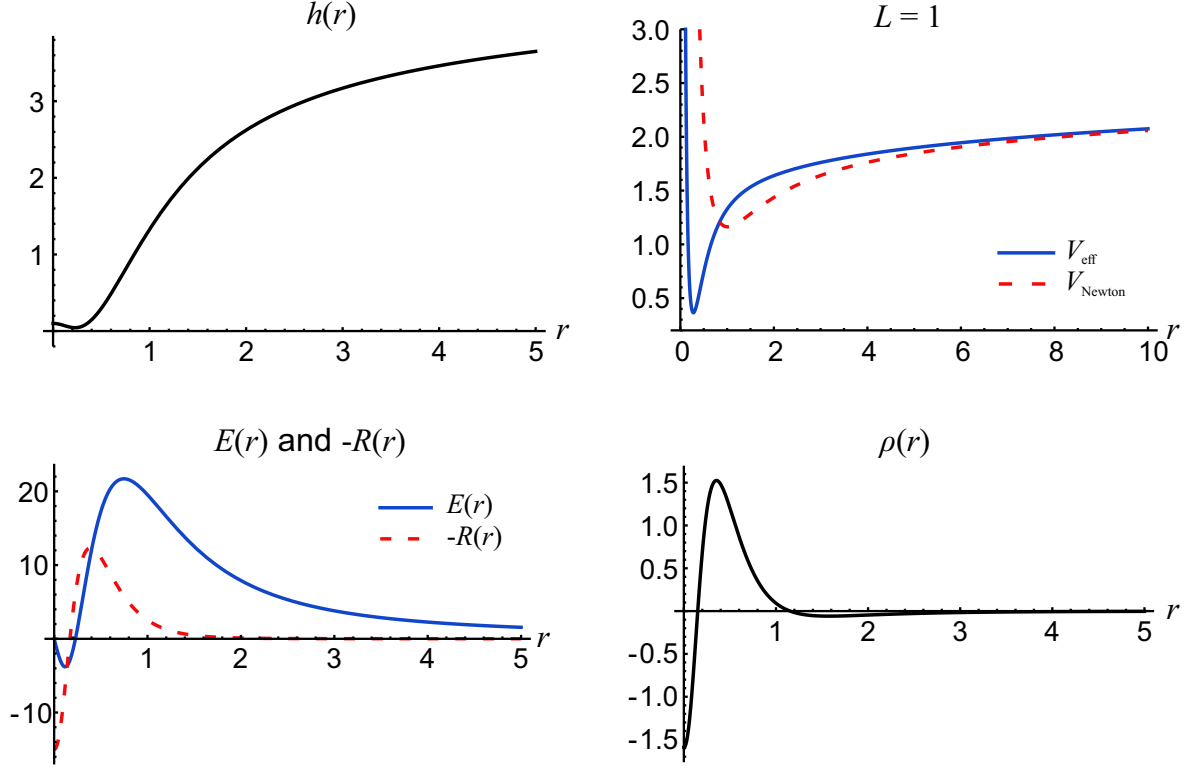 h(r)
3
2
1
1 2 3 4 5 r
L = 1
3.0
2.5
2.0
1.5
1.0
0.5
V_eff
V_Newton
0 2 4 6 8 10 r
E(r) and -R(r)
20
10
-10
E(r)
-R(r)
1 2 3 4 5 r
ρ(r)
1.5
1.0
0.5
-0.5
-1.0
-1.5
1 2 3 4 5 r